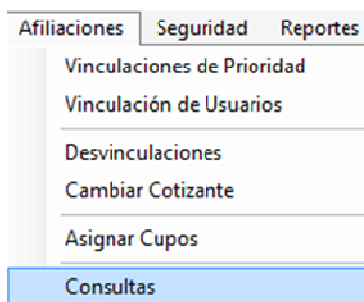 Afiliaciones Seguridad Reportes
Vinculaciones de Prioridad
Vinculación de Usuarios
Desvinculaciones
Cambiar Cotizante
Asignar Cupos
Consultas